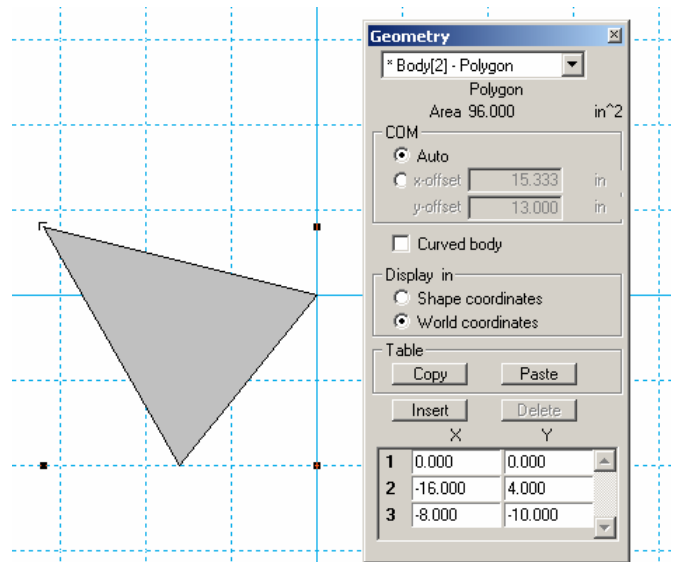 Geometry
* Body[2] - Polygon
Polygon
Area 96.000 in^2
COM
Auto
x-offset 15.333 in
y-offset 13.000 in
Curved body
Display in
Shape coordinates
World coordinates
Table
Copy Paste
Insert Delete
X Y
1 0.000 0.000
2 -16.000 4.000
3 -8.000 -10.000